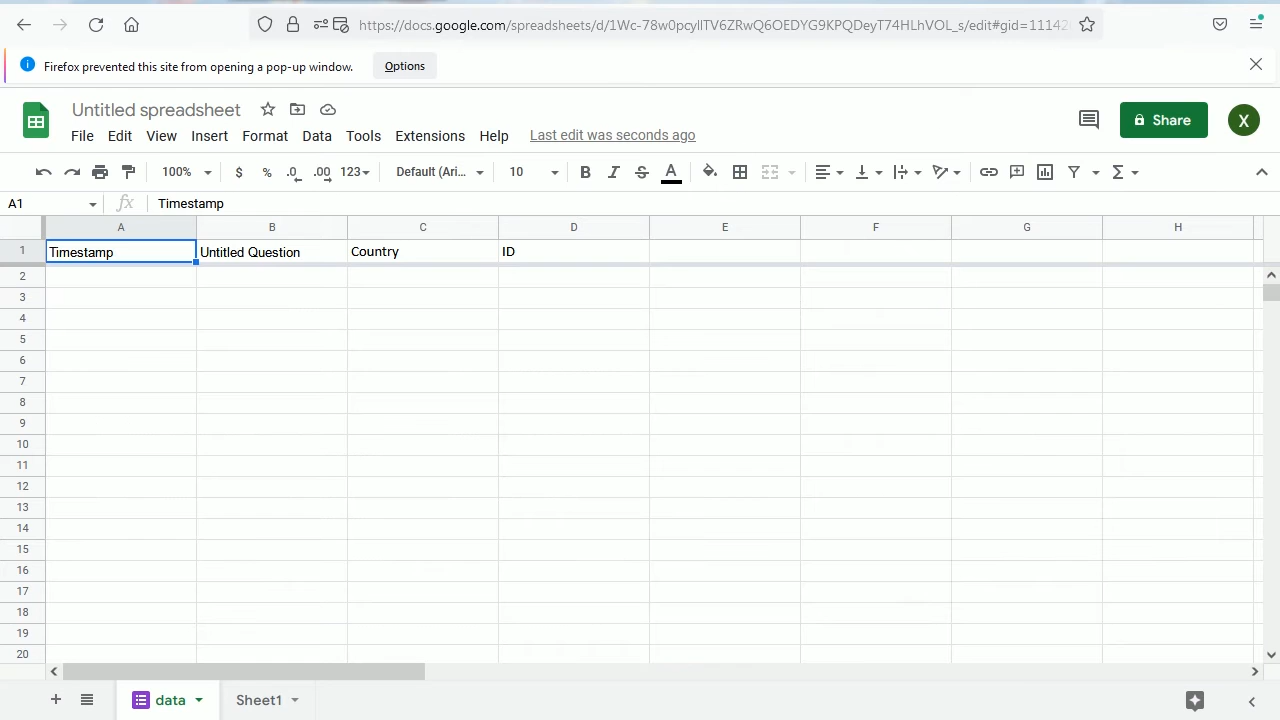 https://docs.google.com/spreadsheets/d/1Wc-78w0pcyllTV6ZRwQ6OEDYG9KPQDeyT74HLhVOL_s/edit#gid=11142
Firefox prevented this site from opening a pop-up window. Options
Untitled spreadsheet
File Edit View Insert Format Data Tools Extensions Help Last edit was seconds ago
Share
X
100% $ % .0 .00 123 Default (Ari... 10 B I S A
A1 fx Timestamp
A B C D E F G H
1 Timestamp Untitled Question Country ID
2
3
4
5
6
7
8
9
10
11
12
13
14
15
16
17
18
19
20
data Sheet1